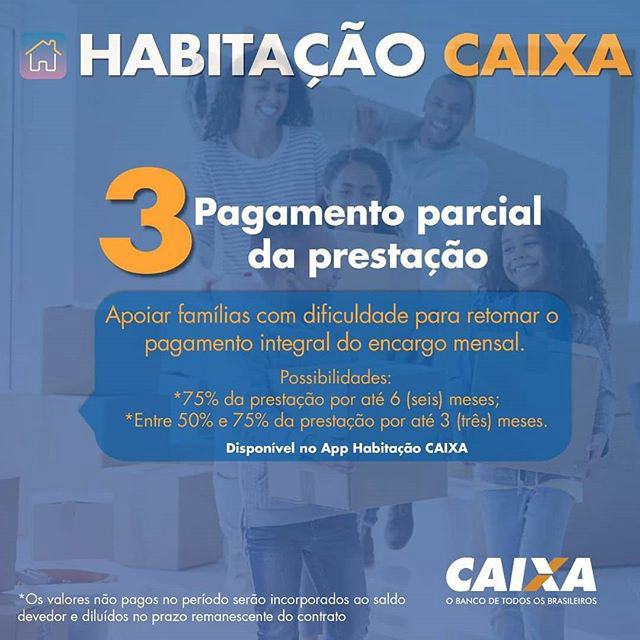 HABITAÇÃO CAIXA
3 Pagamento parcial
da prestação
Apoiar famílias com dificuldade para retomar o
pagamento integral do encargo mensal.
Possibilidades:
*75% da prestação por até 6 (seis) meses;
*Entre 50% e 75% da prestação por até 3 (três) meses.
Disponível no App Habitação CAIXA
CAIXA
O BANCO DE TODOS OS BRASILEIROS
*Os valores não pagos no período serão incorporados ao saldo
devedor e diluídos no prazo remanescente do contrato